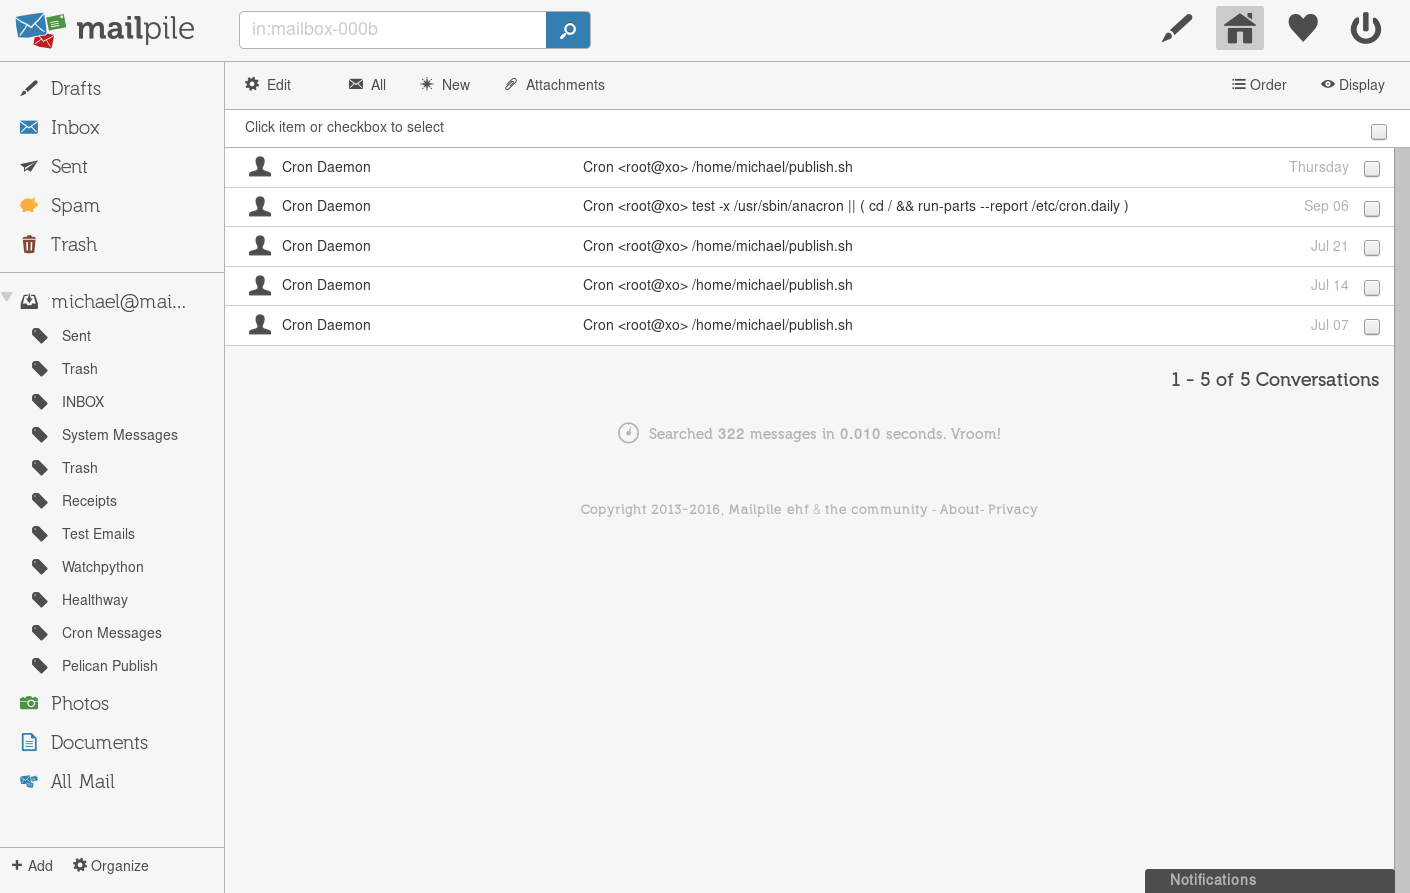 mailpile
in:mailbox-000b
Drafts
Inbox
Sent
Spam
Trash
michael@mai...
Sent
Trash
INBOX
System Messages
Trash
Receipts
Test Emails
Watchpython
Healthway
Cron Messages
Pelican Publish
Photos
Documents
All Mail
Add Organize
Edit All New Attachments Order Display
Click item or checkbox to select
Cron Daemon Cron <root@xo> /home/michael/publish.sh Thursday
Cron Daemon Cron <root@xo> test -x /usr/sbin/anacron || ( cd / && run-parts --report /etc/cron.daily ) Sep 06
Cron Daemon Cron <root@xo> /home/michael/publish.sh Jul 21
Cron Daemon Cron <root@xo> /home/michael/publish.sh Jul 14
Cron Daemon Cron <root@xo> /home/michael/publish.sh Jul 07
1 - 5 of 5 Conversations
Searched 322 messages in 0.010 seconds. Vroom!
Copyright 2013-2016, Mailpile ehf & the community - About- Privacy
Notifications